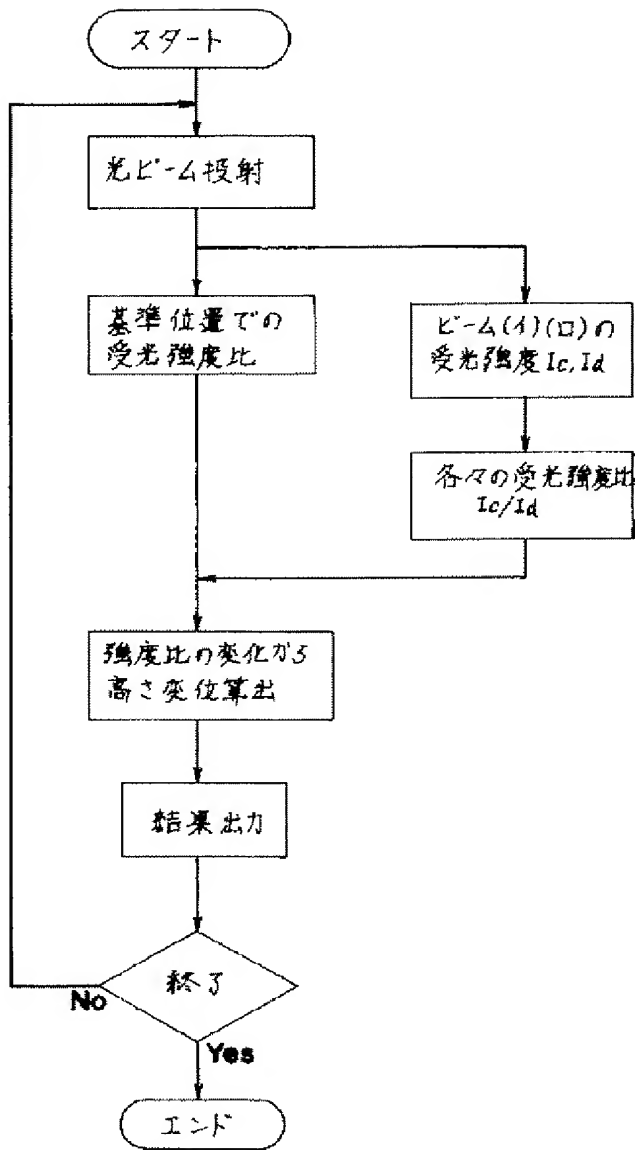 スタート
光ビーム投射
基準位置での
受光強度比
ビーム(イ)(ロ)の
受光強度Ic,Id
各々の受光強度比
Ic/Id
強度比の変化から
高さ変位算出
結果出力
終了
No
Yes
エンド